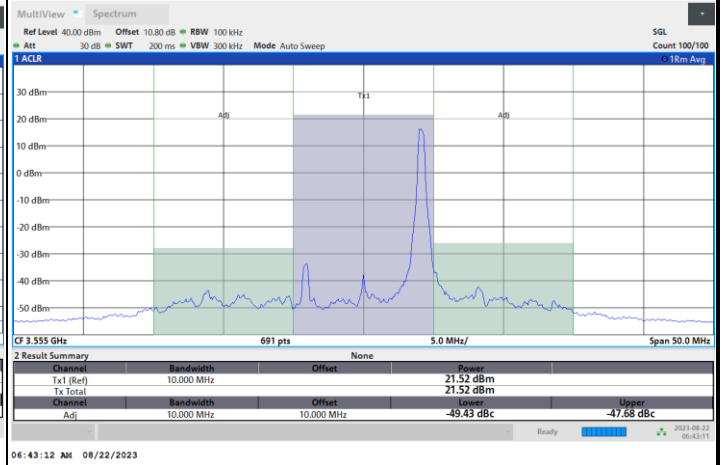 MultiView Spectrum
Ref Level 40.00 dBm Offset 10.80 dB RBW 100 kHz SGL
Att 30 dB SWT 200 ms VBW 300 kHz Mode Auto Sweep Count 100/100
1 ACLR 1Rm Avg
Tx1
Adj Adj
30 dBm
20 dBm
10 dBm
0 dBm
-10 dBm
-20 dBm
-30 dBm
-40 dBm
-50 dBm
CF 3.555 GHz 691 pts 5.0 MHz/ Span 50.0 MHz
2 Result Summary None
Channel Bandwidth Offset Power
Tx1 (Ref) 10.000 MHz 21.52 dBm
Tx Total 21.52 dBm
Channel Bandwidth Offset Lower Upper
Adj 10.000 MHz 10.000 MHz -49.43 dBc -47.68 dBc
Ready 2023-08-22
06:43:11
06:43:12 AM 08/22/2023